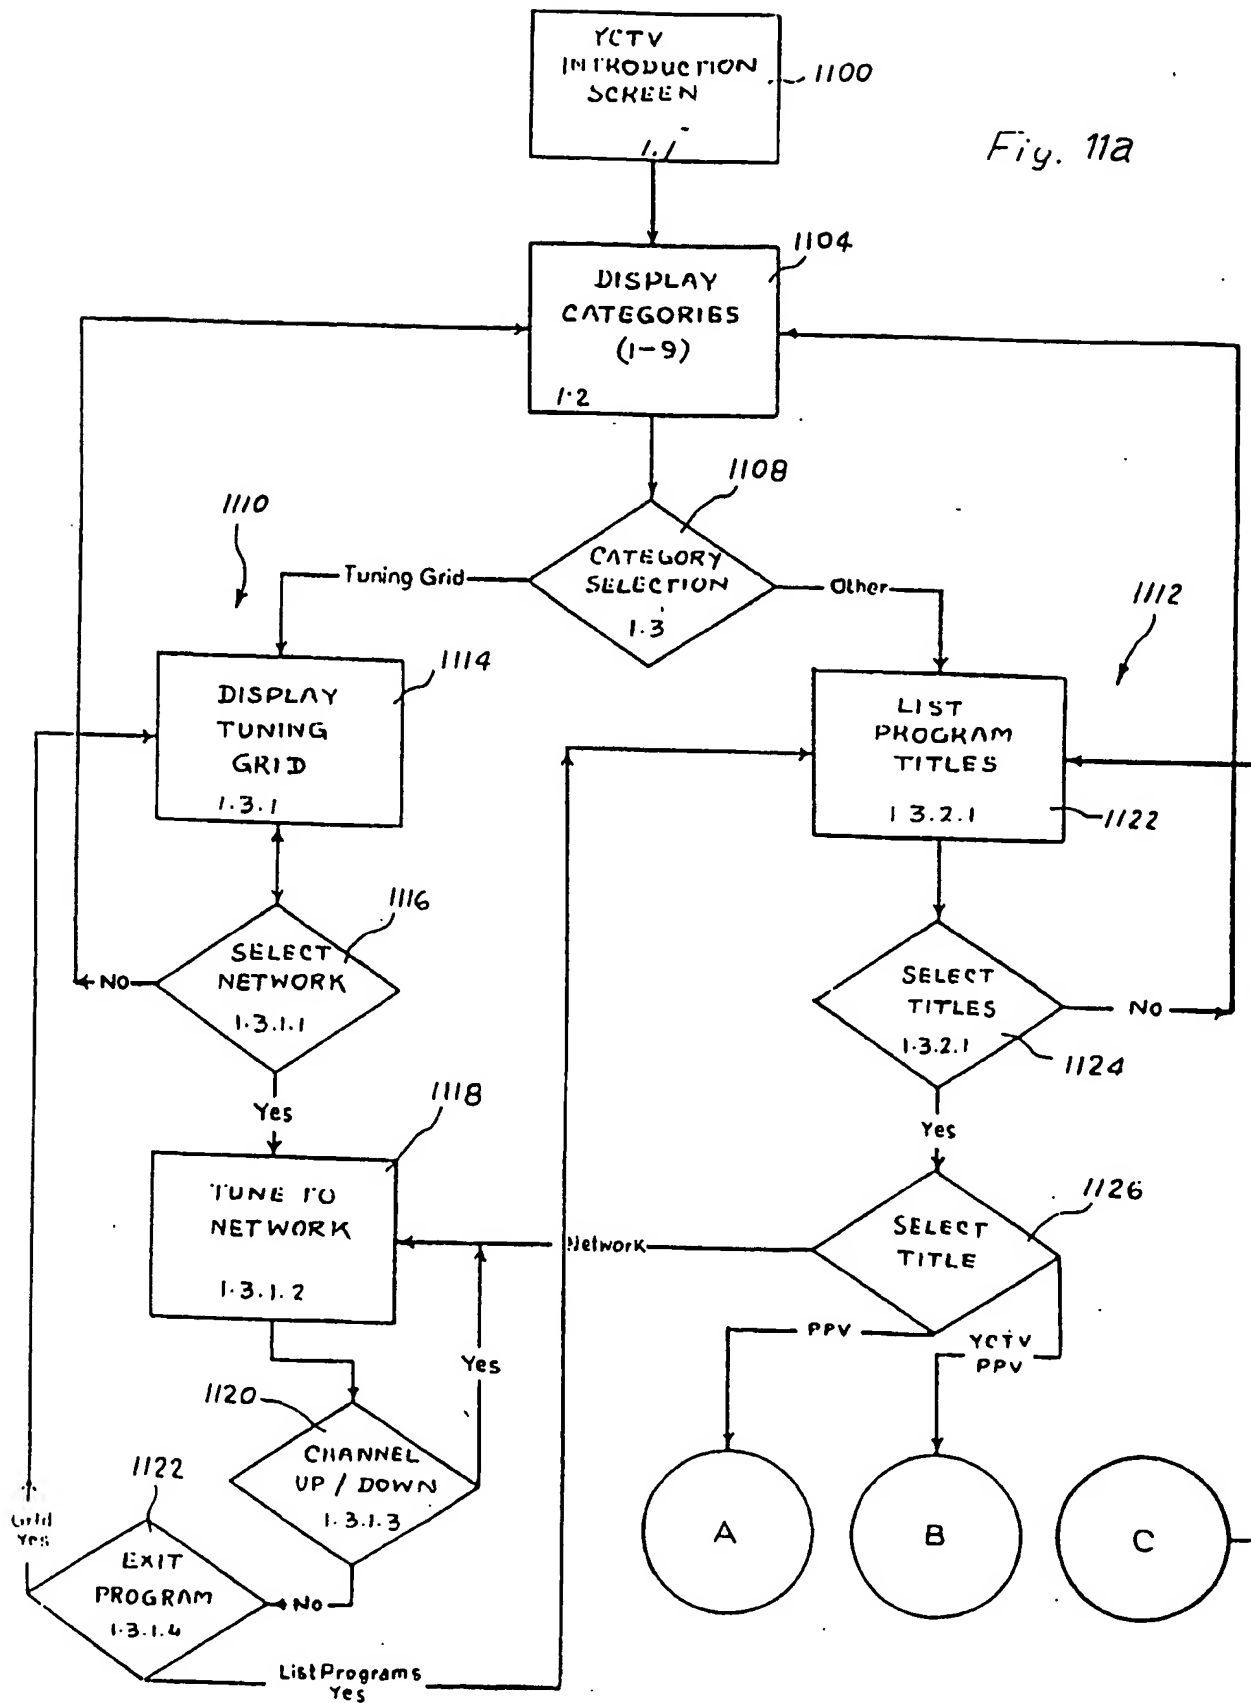 YCTV
INTRODUCTION
SCREEN
1.1
1100
Fig. 11a
1104
DISPLAY
CATEGORIES
(1-9)
1.2
1108
1110
CATEGORY
SELECTION
1.3
Tuning Grid
Other
1112
1114
DISPLAY
TUNING
GRID
1.3.1
LIST
PROGRAM
TITLES
1 3.2.1
1122
1116
SELECT
NETWORK
1.3.1.1
No
Yes
SELECT
TITLES
1.3.2.1
NO
1124
Yes
1118
TUNE TO
NETWORK
1.3.1.2
Network
1126
SELECT
TITLE
PPV
YCTV
PPV
Yes
1120
CHANNEL
UP / DOWN
1.3.1.3
No
1122
EXIT
PROGRAM
1.3.1.4
Grid
Yes
List Programs
Yes
A
B
C